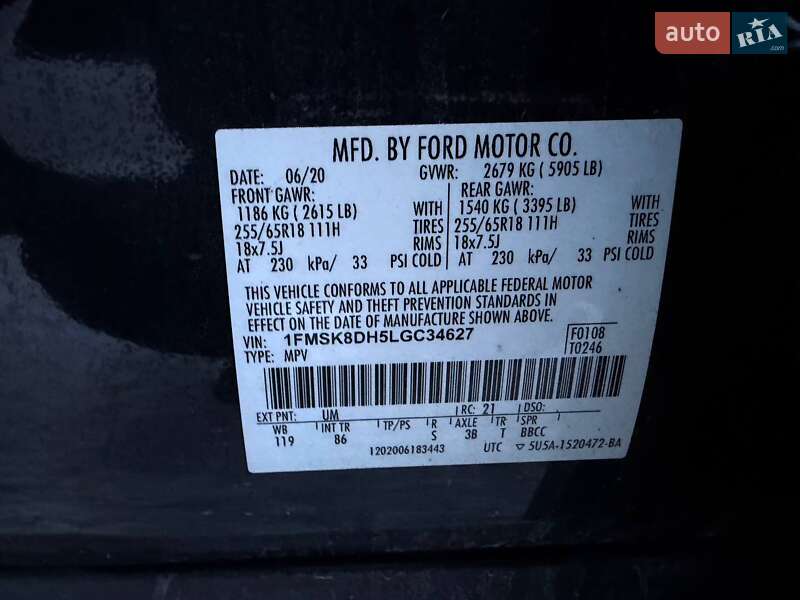 auto RIA .com
MFD. BY FORD MOTOR CO.
DATE: 06/20 GVWR: 2679 KG ( 5905 LB)
FRONT GAWR: REAR GAWR:
1186 KG ( 2615 LB) WITH 1540 KG ( 3395 LB) WITH
255/65R18 111H TIRES 255/65R18 111H TIRES
18x7.5J RIMS 18x7.5J RIMS
AT 230 kPa/ 33 PSI COLD AT 230 kPa/ 33 PSI COLD
THIS VEHICLE CONFORMS TO ALL APPLICABLE FEDERAL MOTOR
VEHICLE SAFETY AND THEFT PREVENTION STANDARDS IN
EFFECT ON THE DATE OF MANUFACTURE SHOWN ABOVE.
VIN: 1FMSK8DH5LGC34627 F0108
TYPE: MPV T0246
EXT PNT: UM RC: 21 DSO:
WB INT TR TP/PS R AXLE TR SPR
119 86 S 3B T BBCC
1202006183443 UTC ▽ 5U5A-1520472-BA